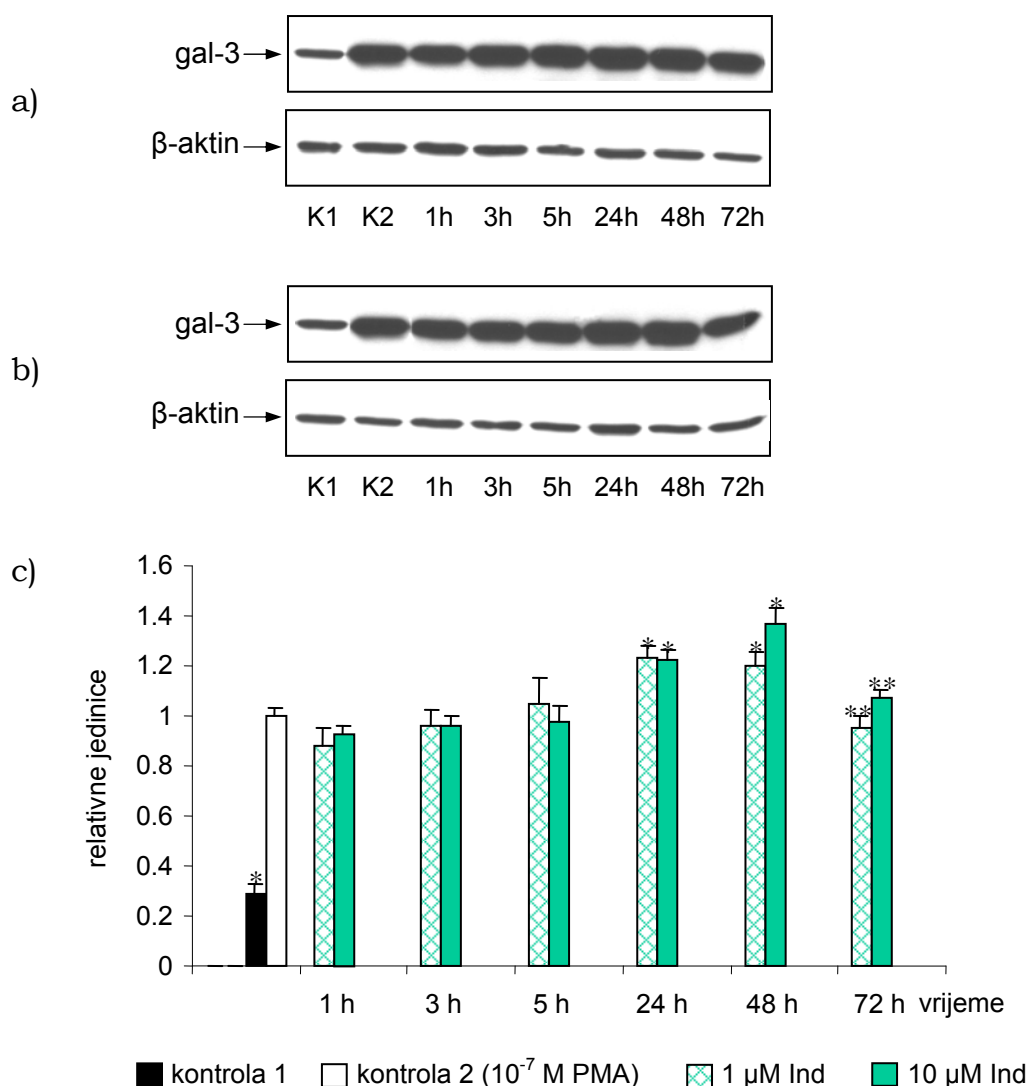 a)
gal-3
β-aktin
K1 K2 1h 3h 5h 24h 48h 72h
b)
gal-3
β-aktin
K1 K2 1h 3h 5h 24h 48h 72h
c)
relativne jedinice
1.6
1.4
1.2
1
0.8
0.6
0.4
0.2
0
* * * * * ** **
1 h 3 h 5 h 24 h 48 h 72 h vrijeme
kontrola 1 kontrola 2 (10⁻⁷ M PMA) 1 µM Ind 10 µM Ind